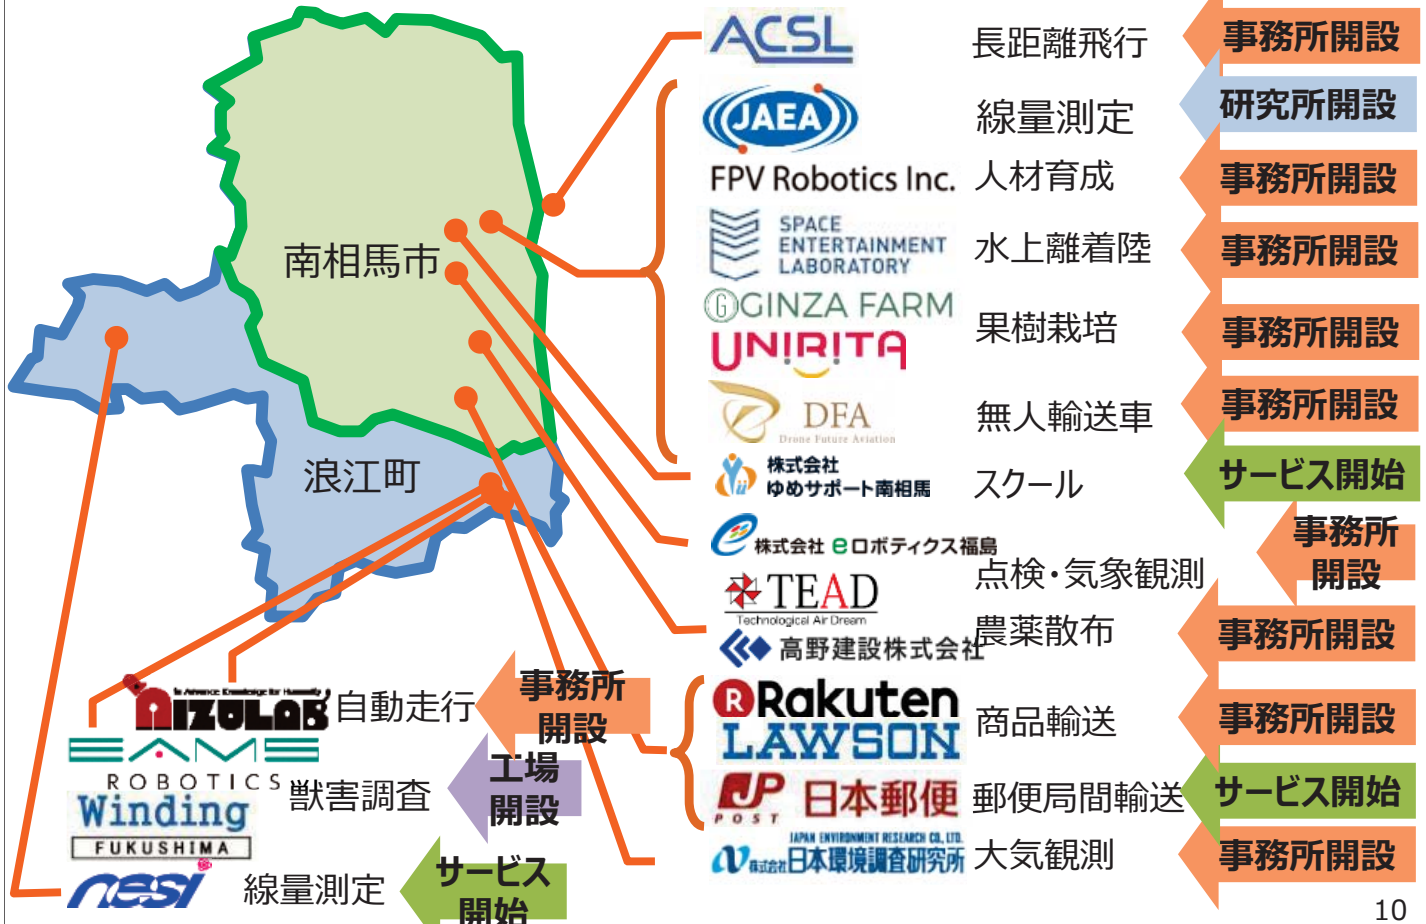 南相馬市
浪江町
ACSL 長距離飛行 事務所開設
JAEA 線量測定 研究所開設
FPV Robotics Inc. 人材育成 事務所開設
SPACE
ENTERTAINMENT
LABORATORY
水上離着陸 事務所開設
GINZA FARM
UNIRITA
果樹栽培 事務所開設
DFA
Drone Future Aviation
無人輸送車 事務所開設
株式会社
ゆめサポート南相馬
スクール サービス開始
株式会社 eロボティクス福島
点検・気象観測
事務所
開設
TEAD
Technological Air Dream
高野建設株式会社
農薬散布 事務所開設
Rakuten
LAWSON
商品輸送 事務所開設
JP
POST
日本郵便 郵便局間輸送 サービス開始
JAPAN ENVIRONMENT RESEARCH CO., LTD.
株式会社日本環境調査研究所
大気観測 事務所開設
to Advance Knowledge for Humanity
AIZULAB
自動走行
事務所
開設
EAMS
ROBOTICS
獣害調査
工場
開設
Winding
FUKUSHIMA
nesi
線量測定
サービス
開始
10